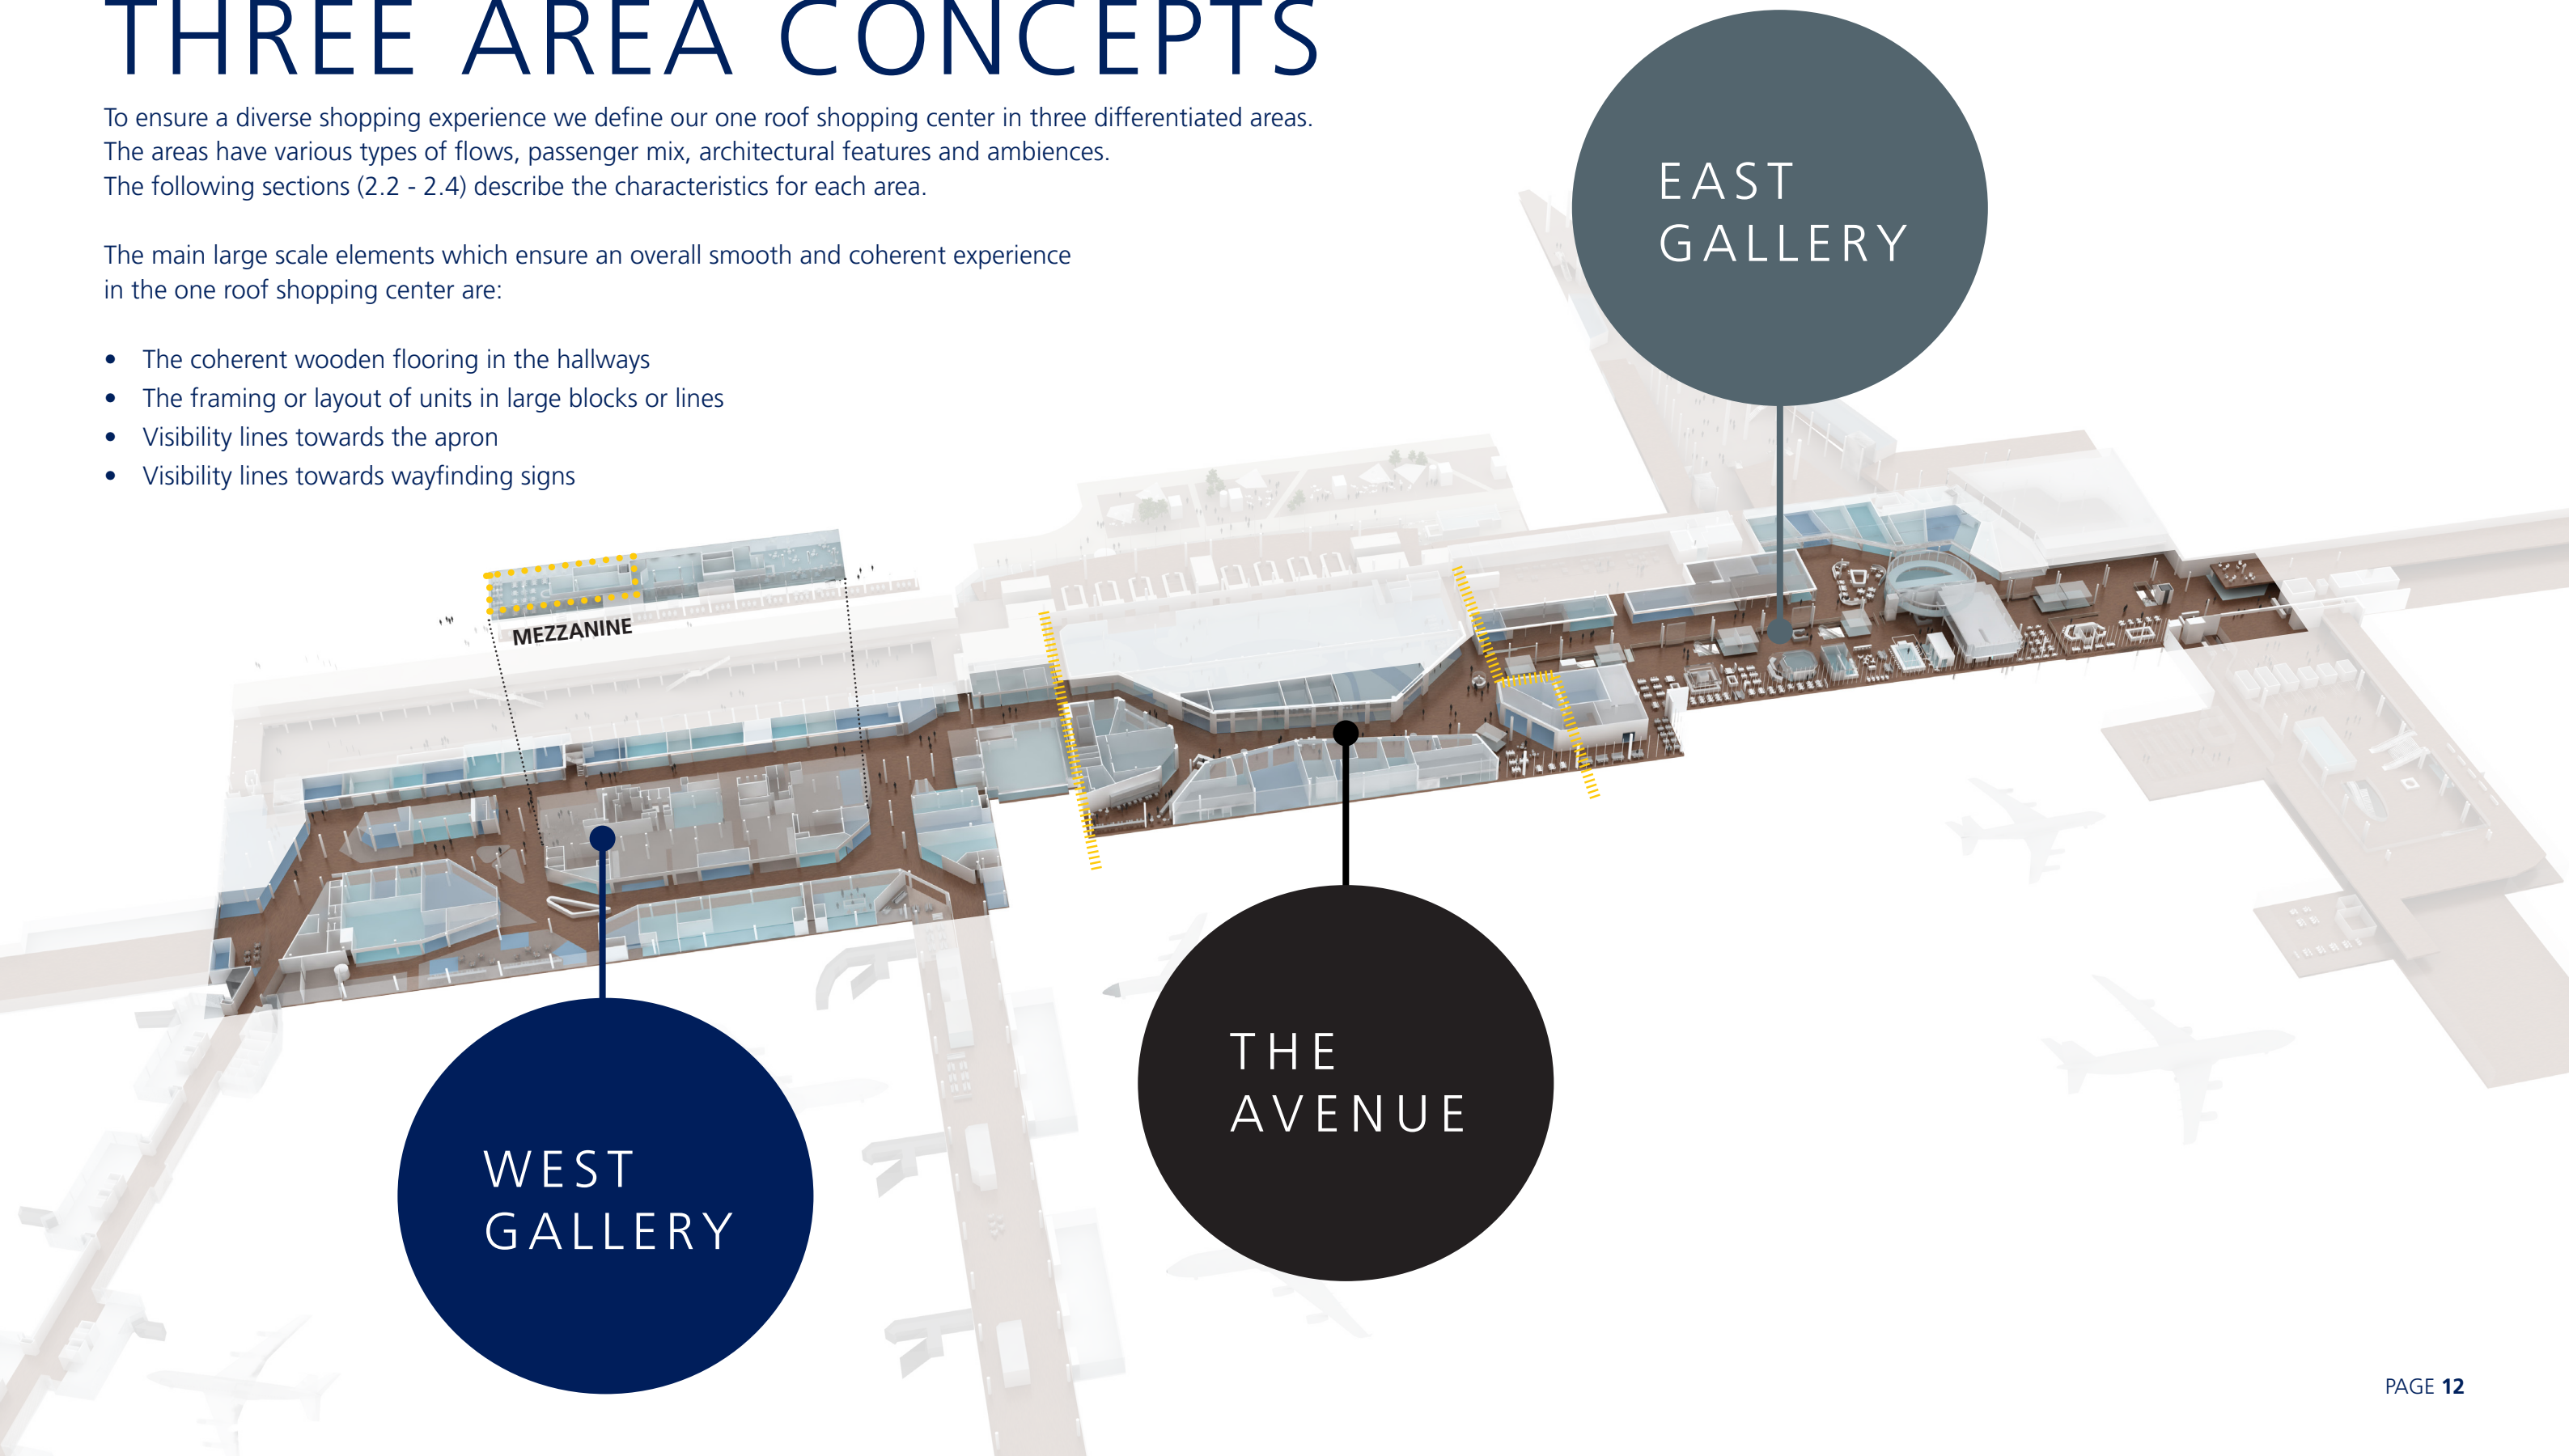 THREE AREA CONCEPTS
To ensure a diverse shopping experience we define our one roof shopping center in three differentiated areas.
The areas have various types of flows, passenger mix, architectural features and ambiences.
The following sections (2.2 - 2.4) describe the characteristics for each area.
The main large scale elements which ensure an overall smooth and coherent experience
in the one roof shopping center are:
• The coherent wooden flooring in the hallways
• The framing or layout of units in large blocks or lines
• Visibility lines towards the apron
• Visibility lines towards wayfinding signs
EAST
GALLERY
MEZZANINE
THE
AVENUE
WEST
GALLERY
PAGE 12